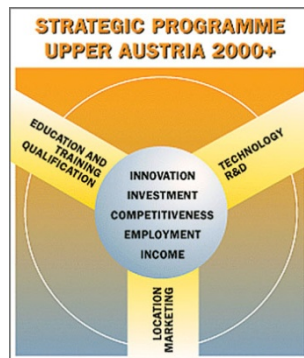 STRATEGIC PROGRAMME
UPPER AUSTRIA 2000+
EDUCATION AND
TRAINING
QUALIFICATION
TECHNOLOGY
R&D
INNOVATION
INVESTMENT
COMPETITIVENESS
EMPLOYMENT
INCOME
LOCATION
MARKETING